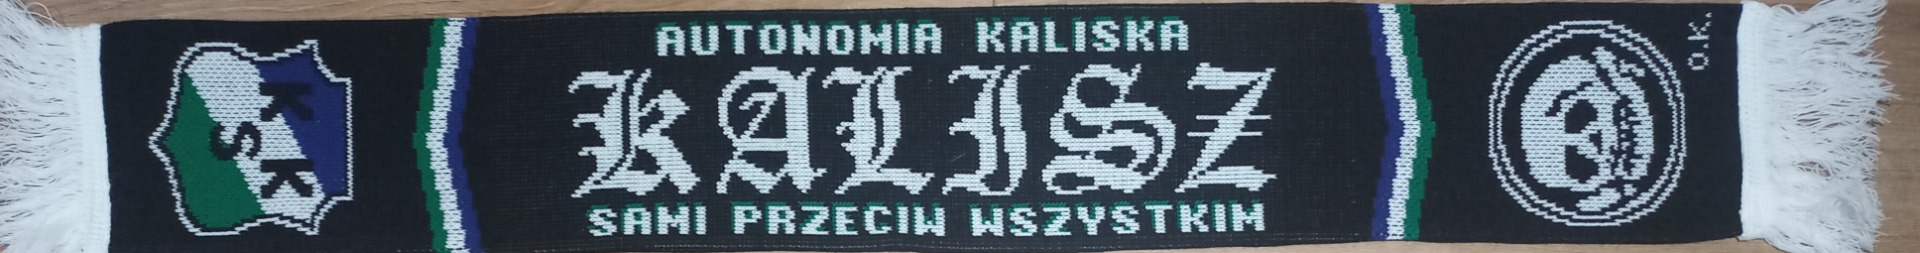 KSK
AUTONOMIA KALISKA
KALISZ
SAMI PRZECIW WSZYSTKIM
O.K.